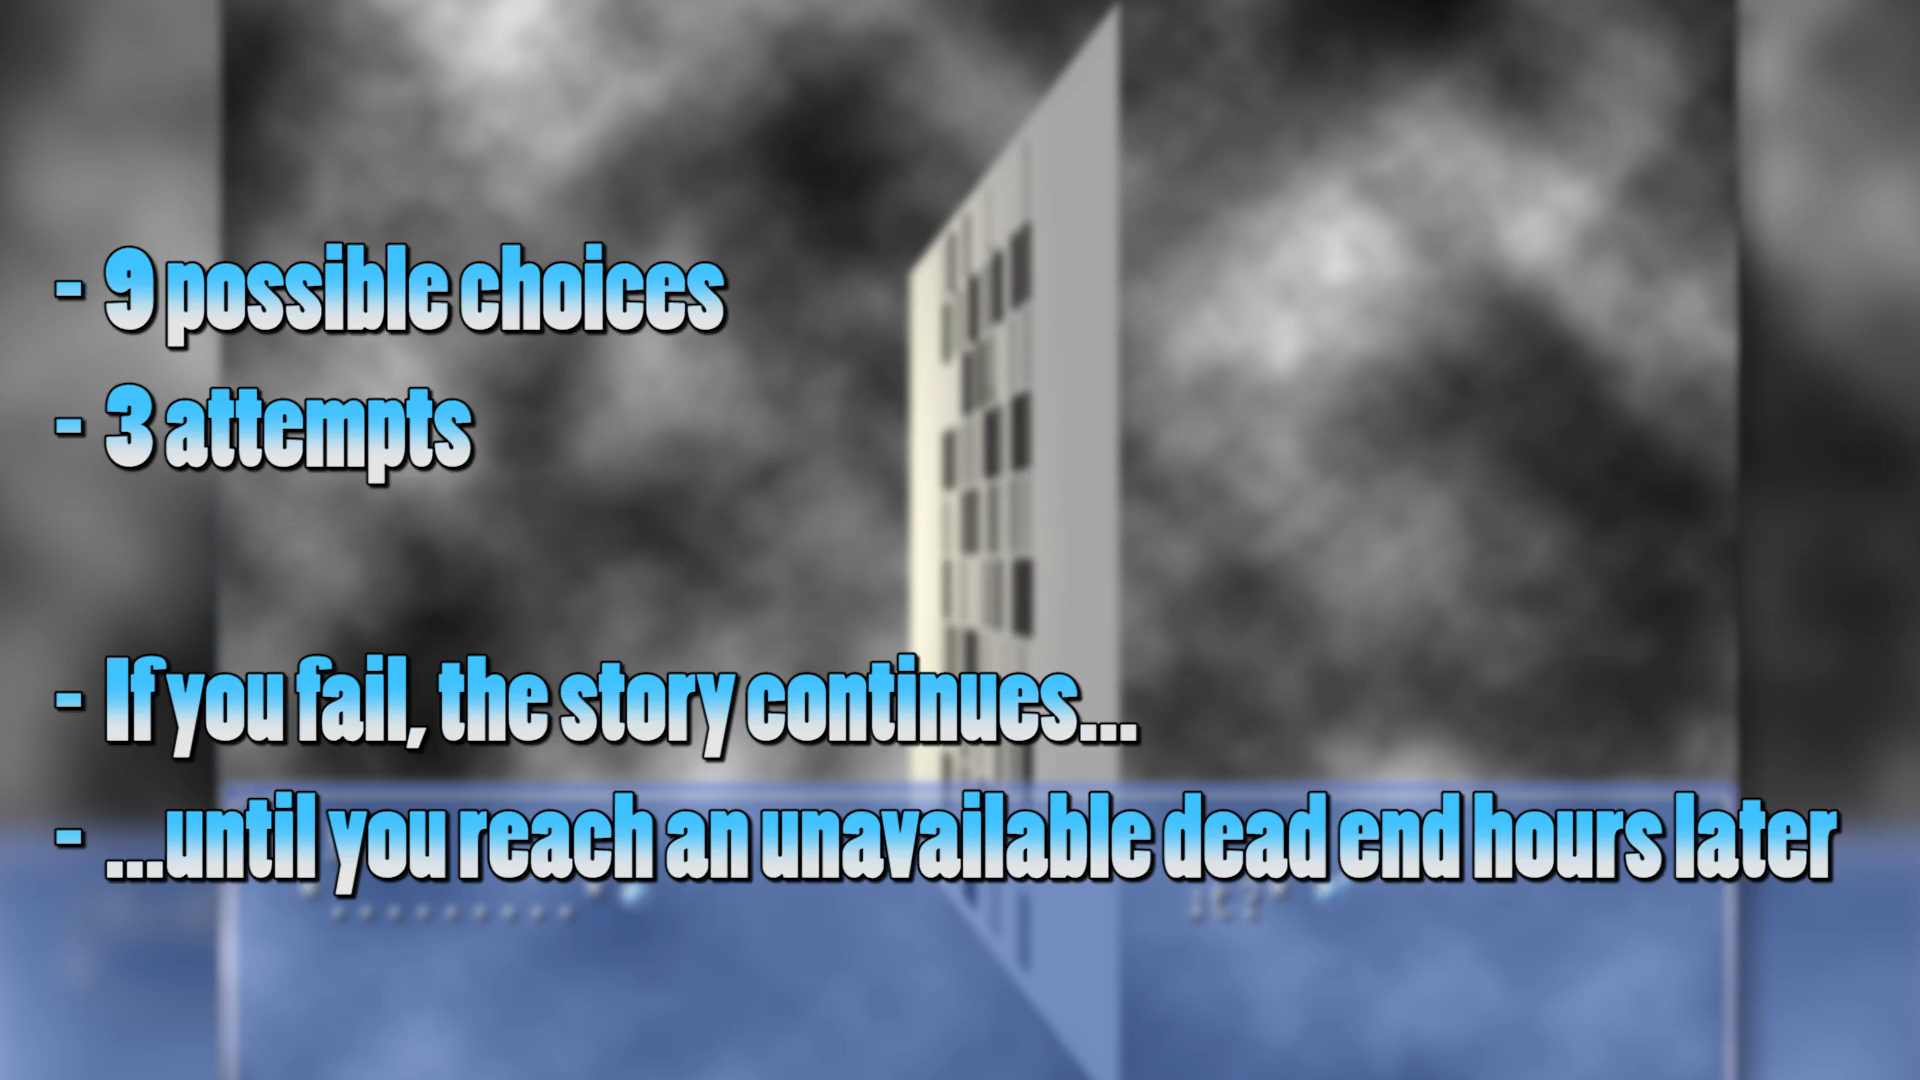 - 9 possible choices
- 3 attempts
- If you fail, the story continues...
- ...until you reach an unavailable dead end hours later